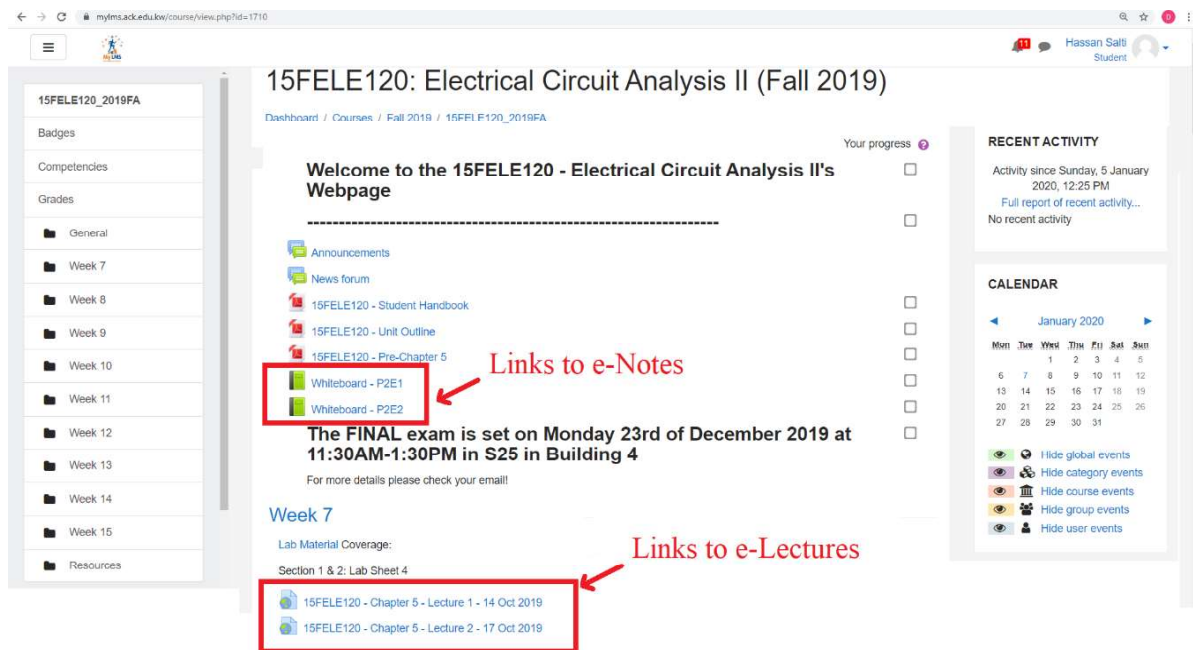 mylms.ack.edu.kw/course/view.php?id=1710
D
My LMS
11
Hassan Salti
Student
15FELE120_2019FA
Badges
Competencies
Grades
General
Week 7
Week 8
Week 9
Week 10
Week 11
Week 12
Week 13
Week 14
Week 15
Resources
15FELE120: Electrical Circuit Analysis II (Fall 2019)
Dashboard / Courses / Fall 2019 / 15FELE120_2019FA
Your progress
Welcome to the 15FELE120 - Electrical Circuit Analysis II's
Webpage
-----------------------------------------------------------------
Announcements
News forum
15FELE120 - Student Handbook
15FELE120 - Unit Outline
15FELE120 - Pre-Chapter 5
Links to e-Notes
Whiteboard - P2E1
Whiteboard - P2E2
The FINAL exam is set on Monday 23rd of December 2019 at
11:30AM-1:30PM in S25 in Building 4
For more details please check your email!
Week 7
Lab Material Coverage:
Links to e-Lectures
Section 1 & 2: Lab Sheet 4
15FELE120 - Chapter 5 - Lecture 1 - 14 Oct 2019
15FELE120 - Chapter 5 - Lecture 2 - 17 Oct 2019
RECENT ACTIVITY
Activity since Sunday, 5 January
2020, 12:25 PM
Full report of recent activity...
No recent activity
CALENDAR
January 2020
Mon Tue Wed Thu Fri Sat Sun
1 2 3 4 5
6 7 8 9 10 11 12
13 14 15 16 17 18 19
20 21 22 23 24 25 26
27 28 29 30 31
Hide global events
Hide category events
Hide course events
Hide group events
Hide user events